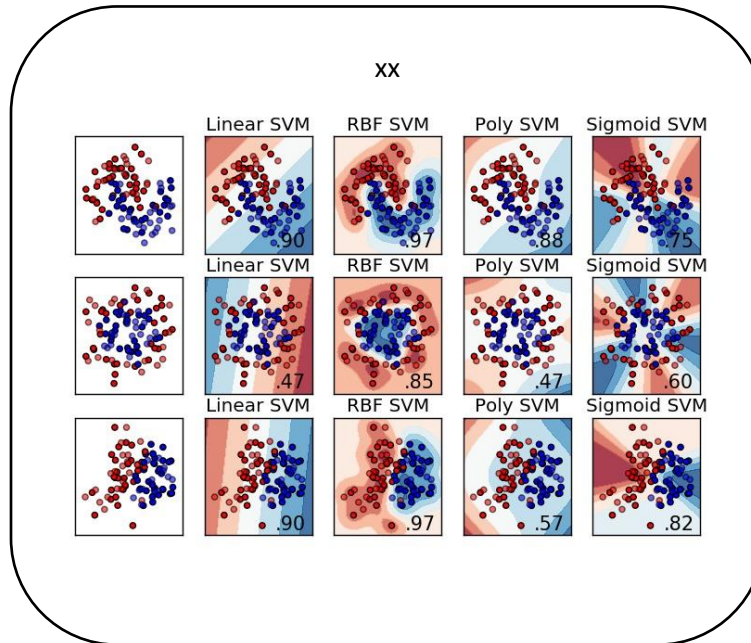 xx
Linear SVM RBF SVM Poly SVM Sigmoid SVM
.90 .97 .88 .75
Linear SVM RBF SVM Poly SVM Sigmoid SVM
.47 .85 .47 .60
Linear SVM RBF SVM Poly SVM Sigmoid SVM
.90 .97 .57 .82